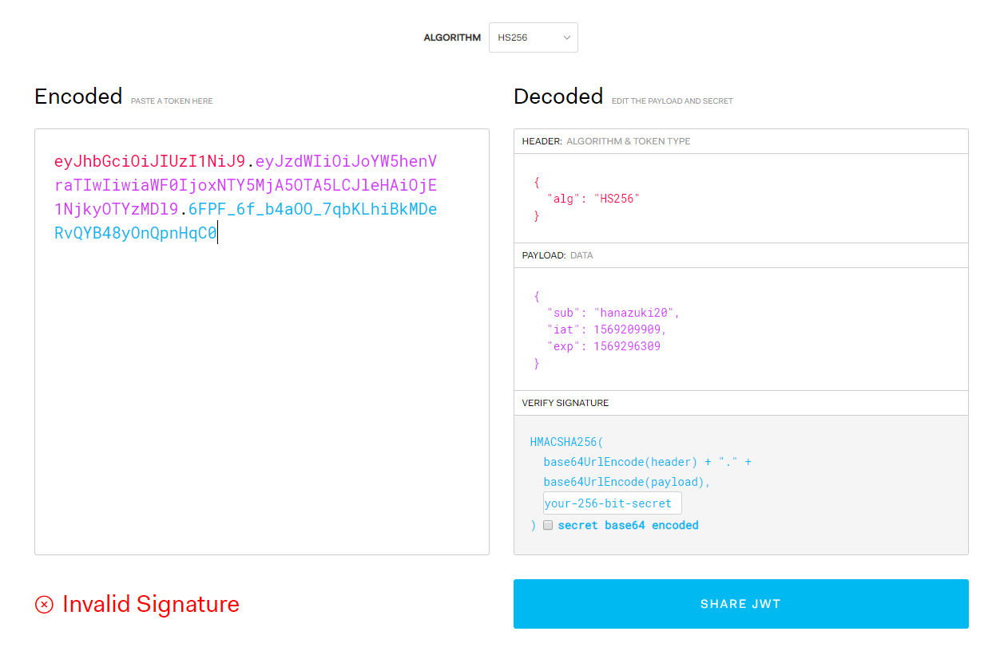 ALGORITHM HS256
Encoded PASTE A TOKEN HERE
eyJhbGciOiJIUzI1NiJ9.eyJzdWIiOiJoYW5henV
raTIwIiwiaWF0IjoxNTY5MjA5OTA5LCJleHAiOjE
1NjkyOTYzMDl9.6FPF_6f_b4aOO_7qbKLhiBkMDe
RvQYB48yOnQpnHqC0
Invalid Signature
Decoded EDIT THE PAYLOAD AND SECRET
HEADER: ALGORITHM & TOKEN TYPE
{
"alg": "HS256"
}
PAYLOAD: DATA
{
"sub": "hanazuki20",
"iat": 1569209909,
"exp": 1569296309
}
VERIFY SIGNATURE
HMACSHA256(
base64UrlEncode(header) + "." +
base64UrlEncode(payload),
your-256-bit-secret
) secret base64 encoded
SHARE JWT